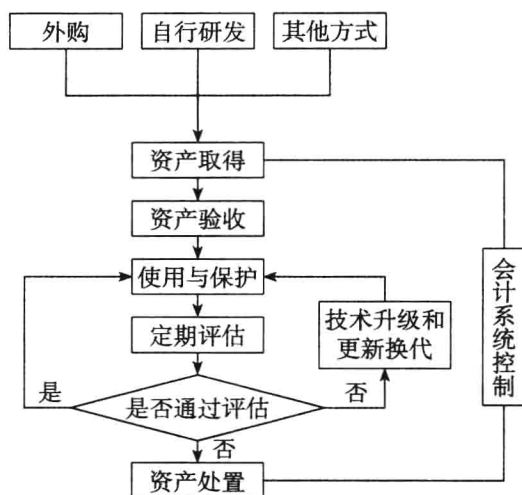 外购
自行研发
其他方式
资产取得
资产验收
使用与保护
定期评估
技术升级和
更新换代
会计系统控制
是
是否通过评估
否
否
资产处置